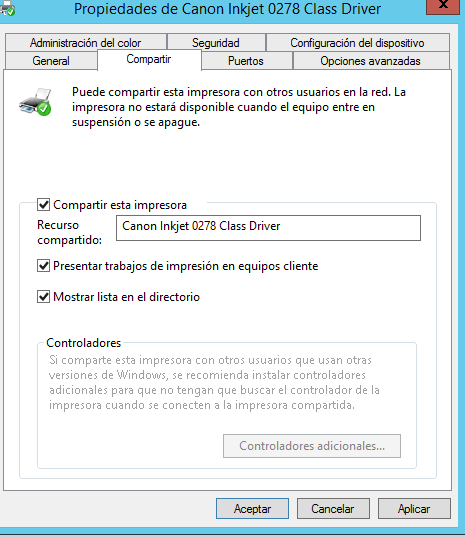 Propiedades de Canon Inkjet 0278 Class Driver
X
Administración del color
Seguridad
Configuración del dispositivo
General
Compartir
Puertos
Opciones avanzadas
Puede compartir esta impresora con otros usuarios en la red. La
impresora no estará disponible cuando el equipo entre en
suspensión o se apague.
Compartir esta impresora
Recurso
compartido:
Canon Inkjet 0278 Class Driver
Presentar trabajos de impresión en equipos cliente
Mostrar lista en el directorio
Controladores
Si comparte esta impresora con otros usuarios que usan otras
versiones de Windows, se recomienda instalar controladores
adicionales para que no tengan que buscar el controlador de la
impresora cuando se conecten a la impresora compartida.
Controladores adicionales...
Aceptar
Cancelar
Aplicar